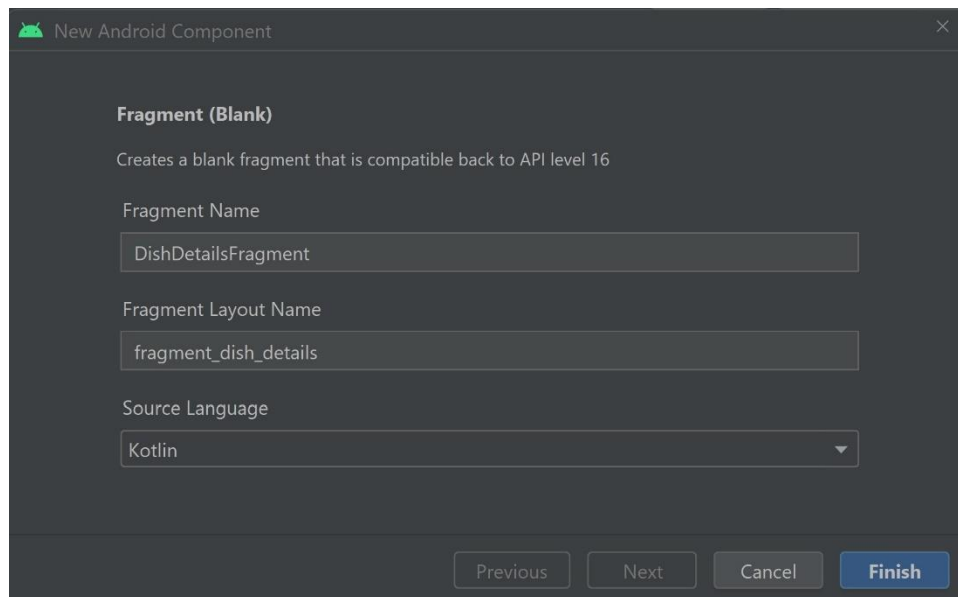 New Android Component
Fragment (Blank)
Creates a blank fragment that is compatible back to API level 16
Fragment Name
DishDetailsFragment
Fragment Layout Name
fragment_dish_details
Source Language
Kotlin
Previous Next Cancel Finish